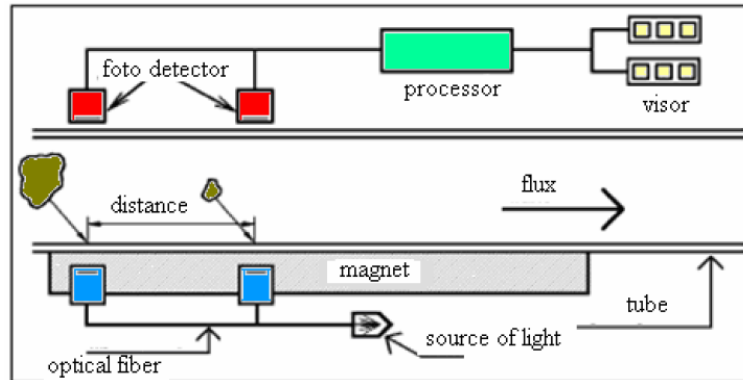 foto detector
processor
visor
distance
flux
magnet
tube
source of light
optical fiber